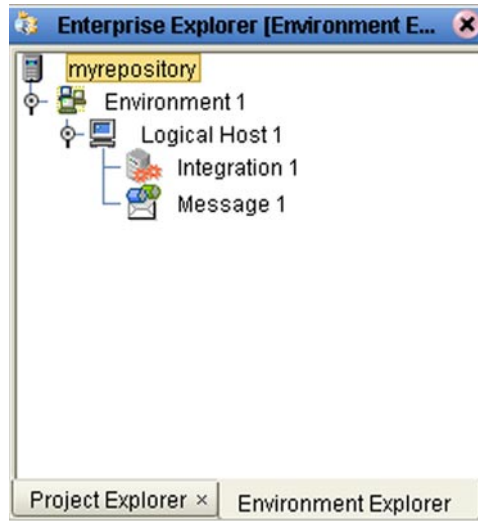 Enterprise Explorer [Environment E...
myrepository
Environment 1
Logical Host 1
Integration 1
Message 1
Project Explorer × Environment Explorer